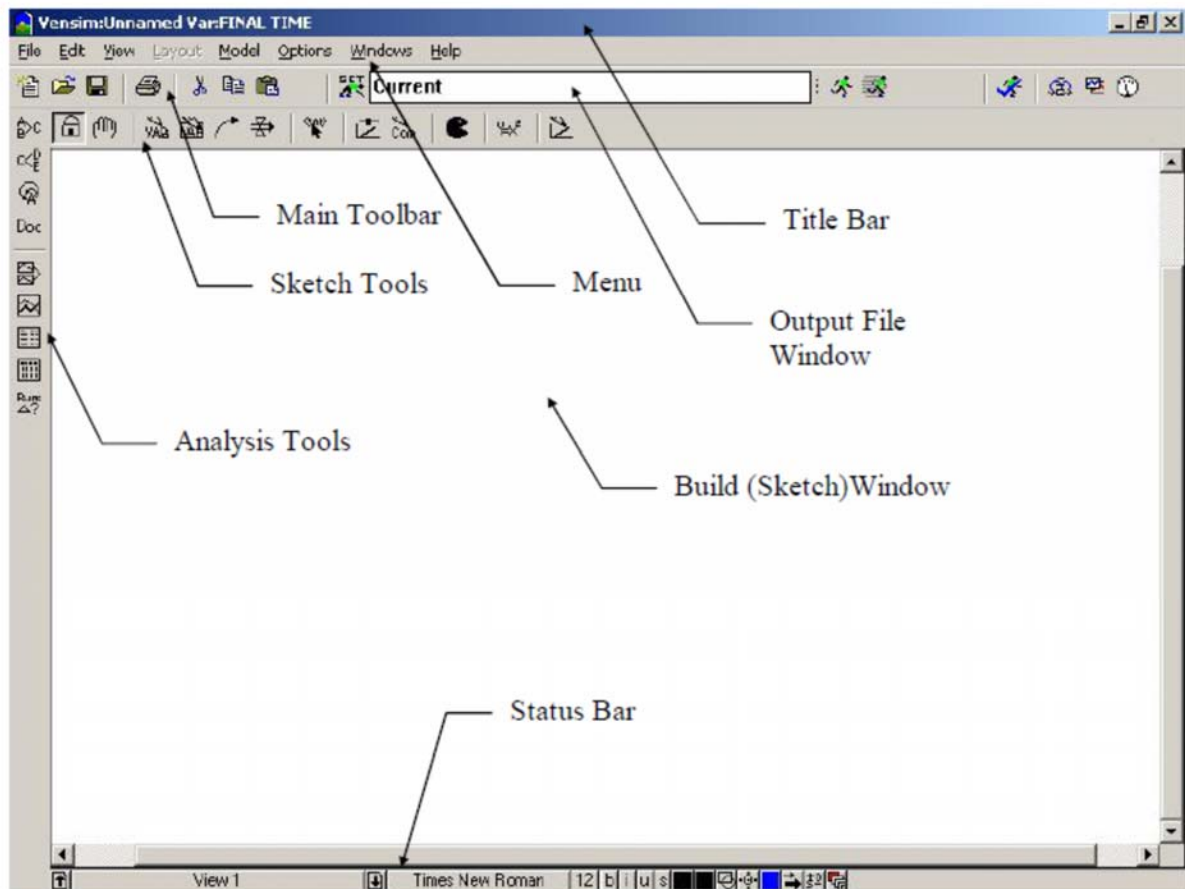 Vensim:Unnamed Var:FINAL TIME
File Edit View Layout Model Options Windows Help
SET Current
Doc
Main Toolbar
Title Bar
Sketch Tools
Menu
Output File
Window
Analysis Tools
Build (Sketch)Window
Status Bar
View 1 Times New Roman 12 b i u s